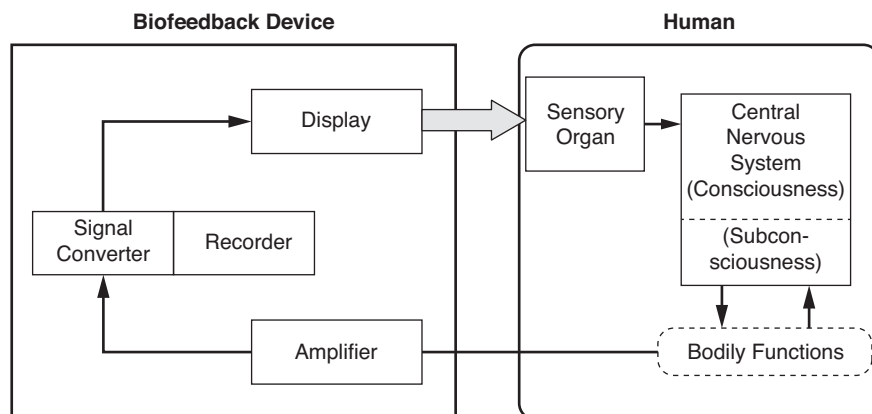 Biofeedback Device
Human
Display
Sensory
Organ
Central
Nervous
System
(Consciousness)
(Subcon-
sciousness)
Signal
Converter
Recorder
Amplifier
Bodily Functions